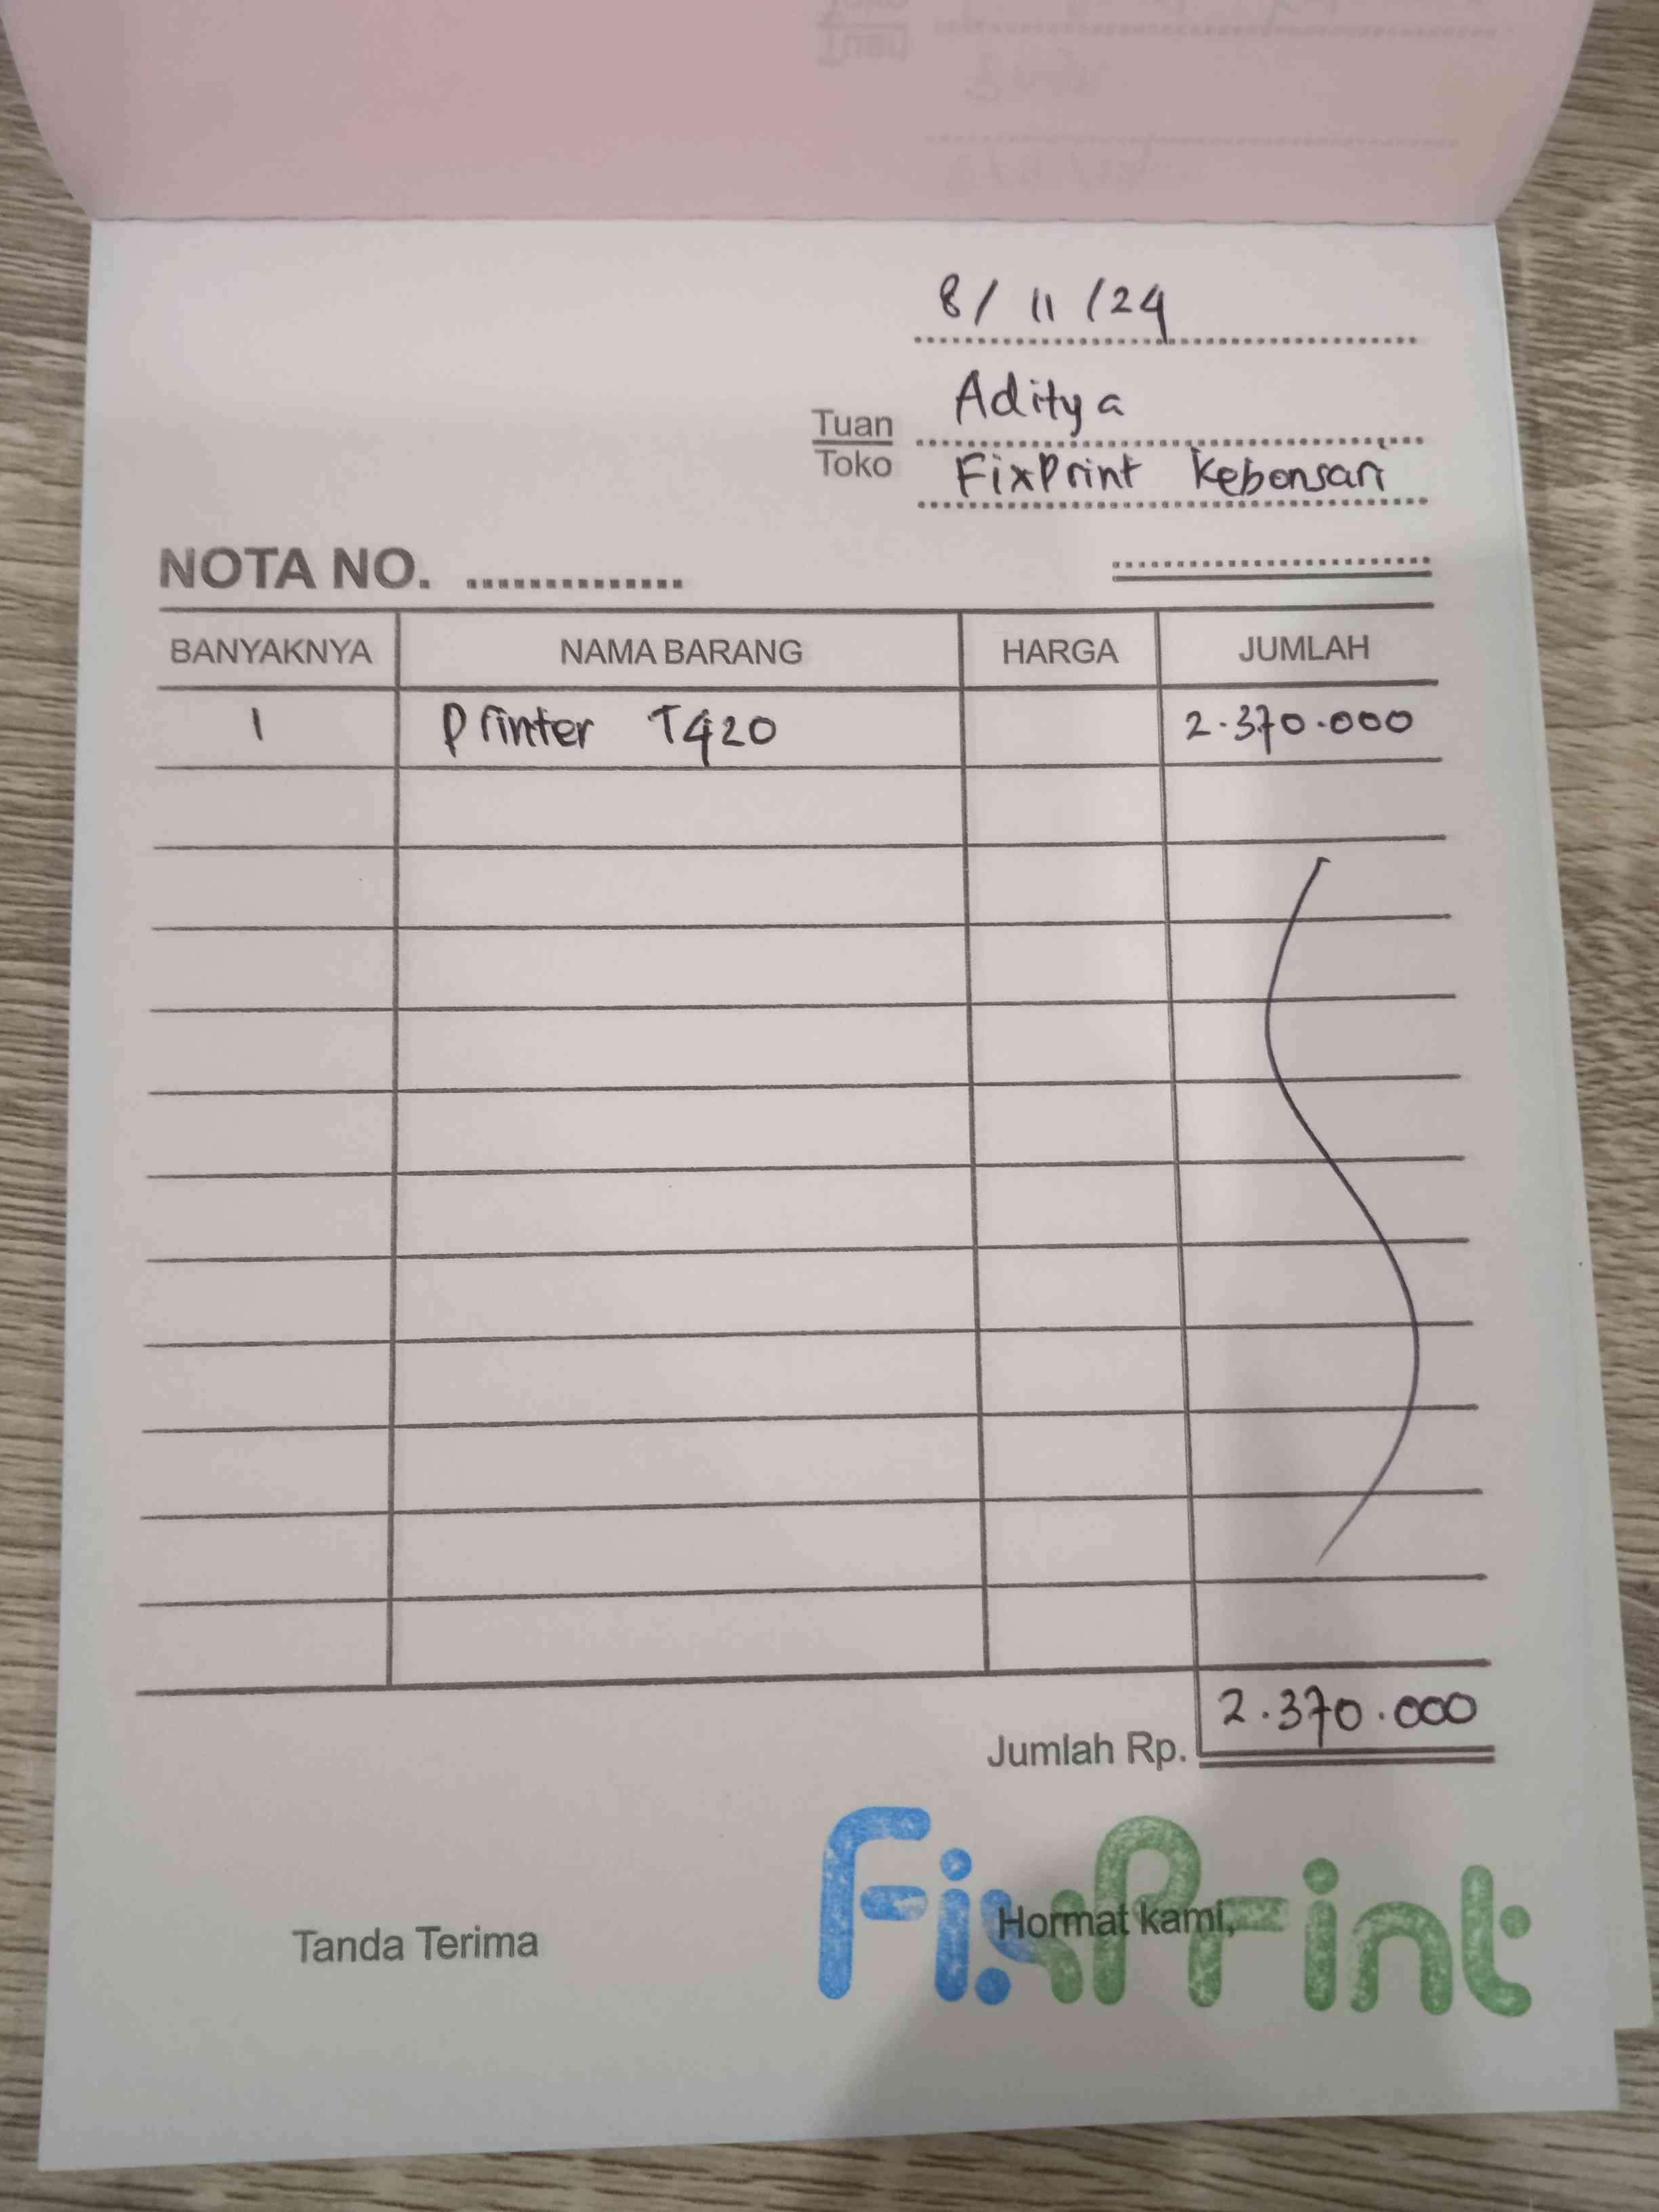 8/11/24
Tuan Aditya
Toko FixPrint Kebonsari
NOTA NO. ..............
BANYAKNYA NAMA BARANG HARGA JUMLAH
1 Printer T420 2.370.000
Jumlah Rp. 2.370.000
Tanda Terima Hormat kami,
FixPrint